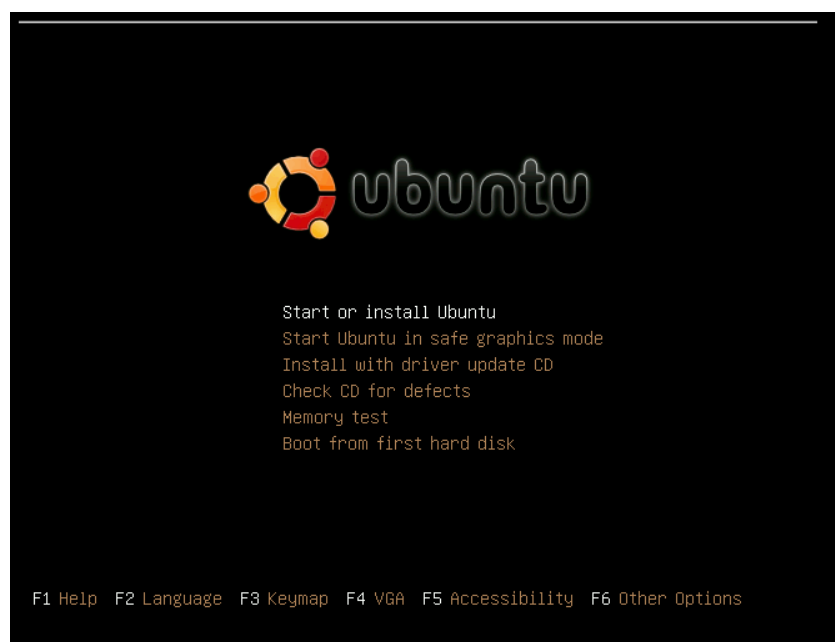 ubuntu
Start or install Ubuntu
Start Ubuntu in safe graphics mode
Install with driver update CD
Check CD for defects
Memory test
Boot from first hard disk
F1 Help F2 Language F3 Keymap F4 VGA F5 Accessibility F6 Other Options